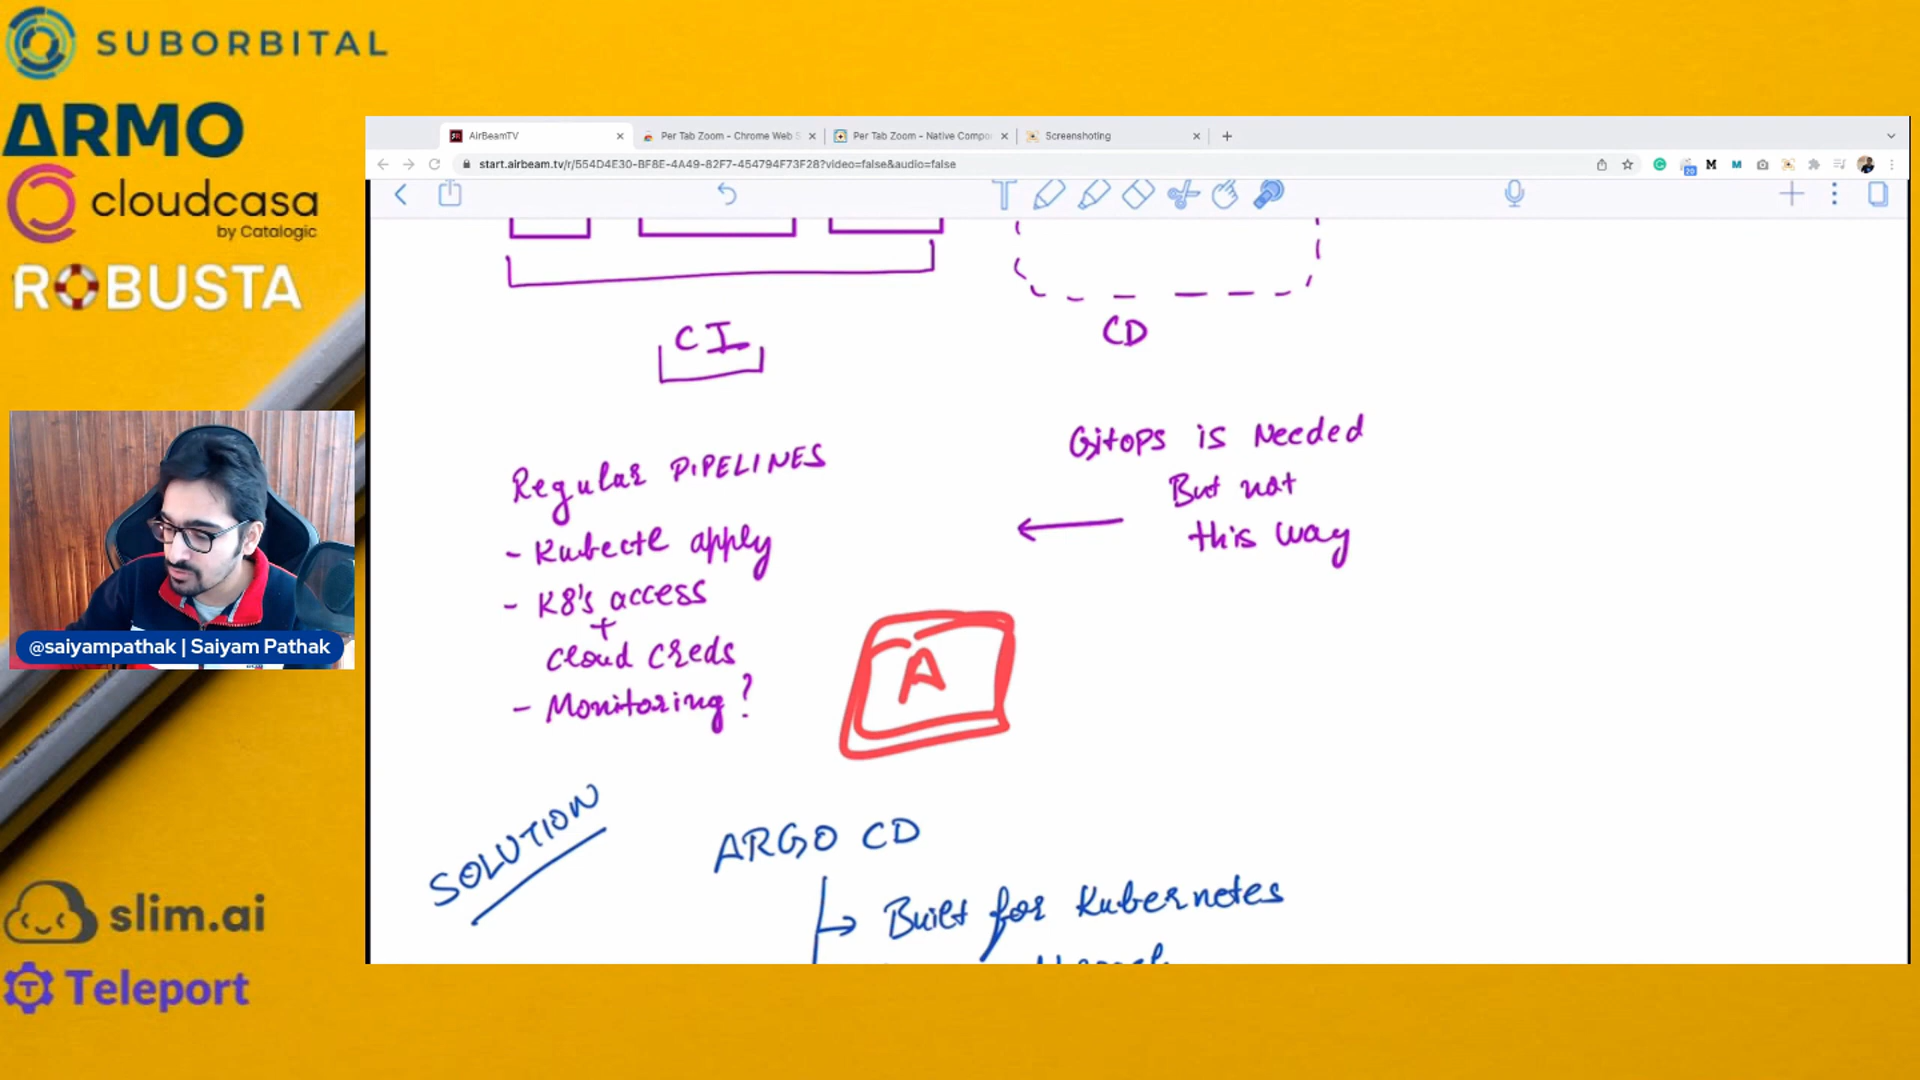 SUBORBITAL
ARMO
cloudcasa
by Catalogic
ROBUSTA
AirBeamTV
Per Tab Zoom - Chrome Web S
Per Tab Zoom - Native Compo
Screenshoting
start.airbeam.tv/r/554D4E30-BF8E-4A49-82F7-454794F73F28?video=false&audio=false
CI
CD
Regular PIPELINES
- Kubectl apply
- K8's access
+
cloud creds
- Monitoring?
Gitops is Needed
But not
this way
A
SOLUTION
ARGO CD
Built for Kubernetes
@saiyampathak | Saiyam Pathak
slim.ai
Teleport